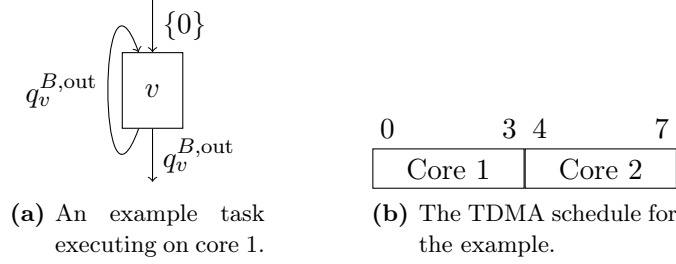 {0}
q_v^{B,out}
v
q_v^{B,out}
(a) An example task
executing on core 1.
0 3 4 7
Core 1 Core 2
(b) The TDMA schedule for
the example.